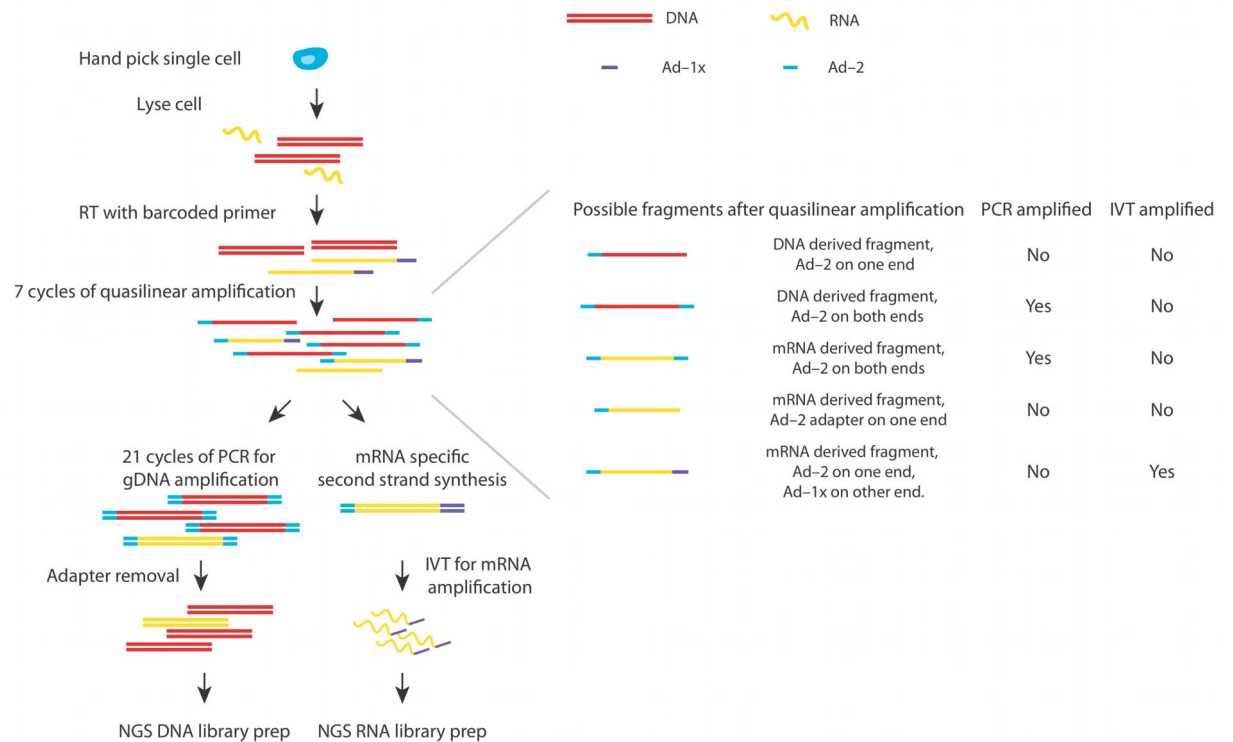 DNA
RNA
Ad–1x
Ad–2
Hand pick single cell
Lyse cell
RT with barcoded primer
7 cycles of quasilinear amplification
21 cycles of PCR for
gDNA amplification
mRNA specific
second strand synthesis
Adapter removal
IVT for mRNA
amplification
NGS DNA library prep
NGS RNA library prep
Possible fragments after quasilinear amplification
PCR amplified
IVT amplified
DNA derived fragment,
Ad–2 on one end
No
No
DNA derived fragment,
Ad–2 on both ends
Yes
No
mRNA derived fragment,
Ad–2 on both ends
Yes
No
mRNA derived fragment,
Ad–2 adapter on one end
No
No
mRNA derived fragment,
Ad–2 on one end,
Ad–1x on other end.
No
Yes